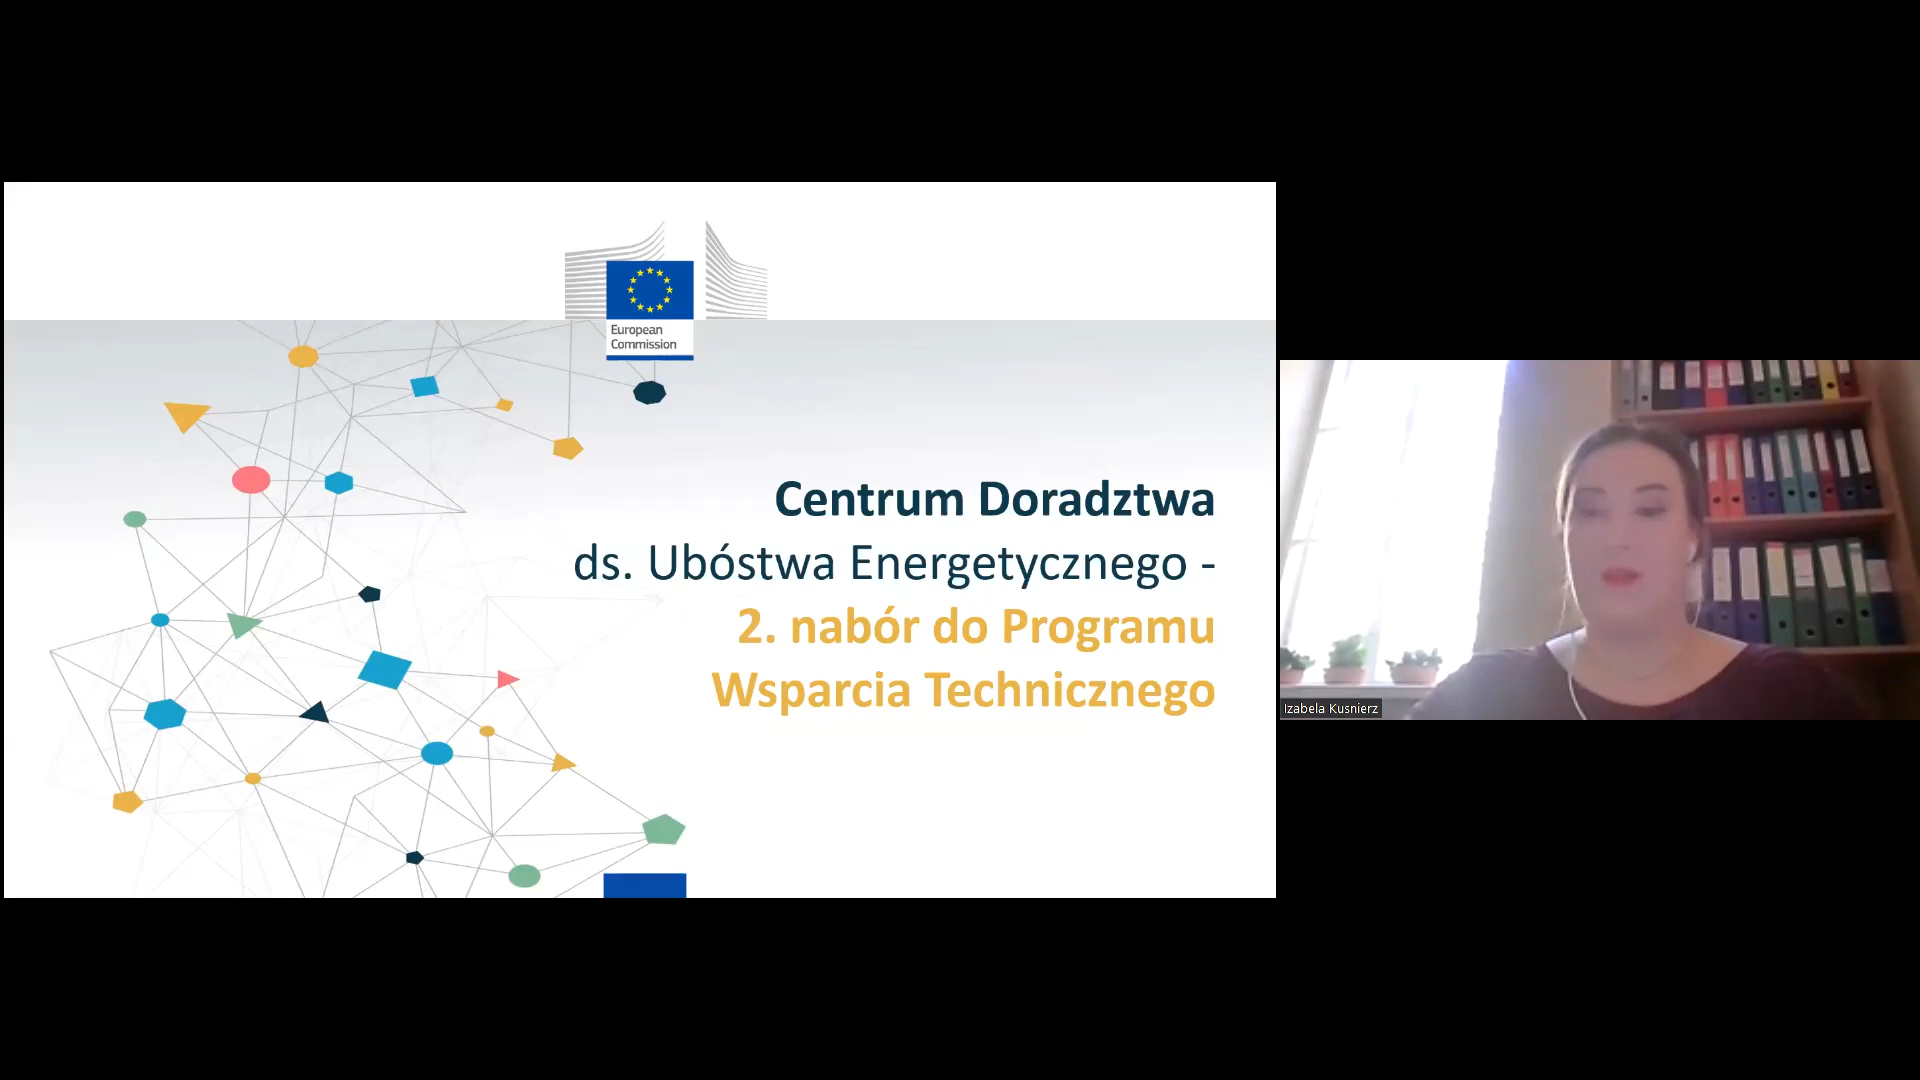 European
Commission
Centrum Doradztwa
ds. Ubóstwa Energetycznego -
2. nabór do Programu
Wsparcia Technicznego
Izabela Kusnierz